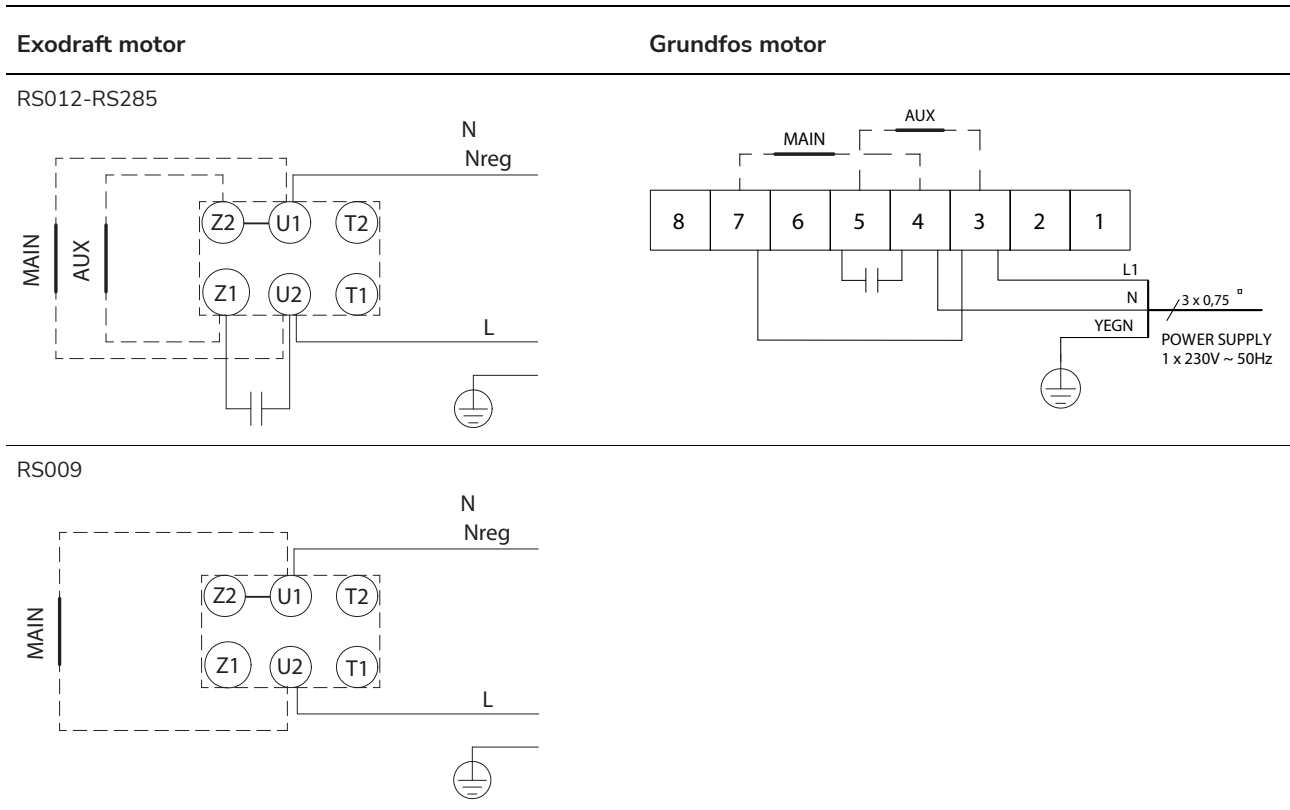 Exodraft motor
Grundfos motor
RS012-RS285
N
Nreg
MAIN
AUX
Z2
U1
T2
Z1
U2
T1
L
AUX
MAIN
8 7 6 5 4 3 2 1
L1
N
YEGN
3 x 0,75 □
POWER SUPPLY
1 x 230V ~ 50Hz
RS009
N
Nreg
MAIN
Z2
U1
T2
Z1
U2
T1
L